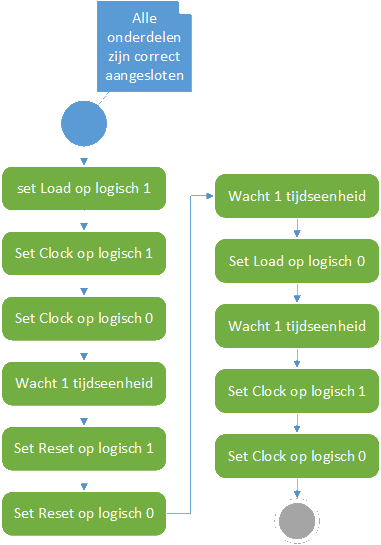 Alle
onderdelen
zijn correct
aangesloten
set Load op logisch 1
Set Clock op logisch 1
Set Clock op logisch 0
Wacht 1 tijdseenheid
Set Reset op logisch 1
Set Reset op logisch 0
Wacht 1 tijdseenheid
Set Load op logisch 0
Wacht 1 tijdseenheid
Set Clock op logisch 1
Set Clock op logisch 0